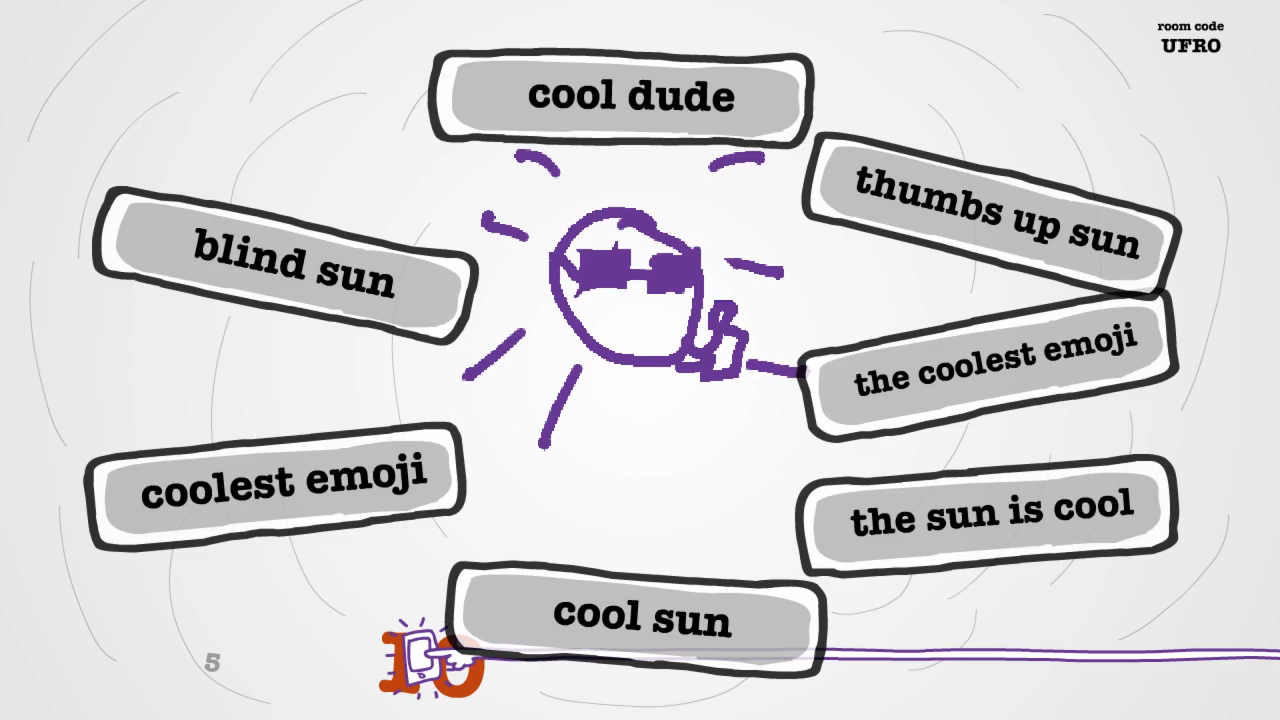 room code
UFRO
cool dude
thumbs up sun
blind sun
the coolest emoji
coolest emoji
the sun is cool
cool sun
5